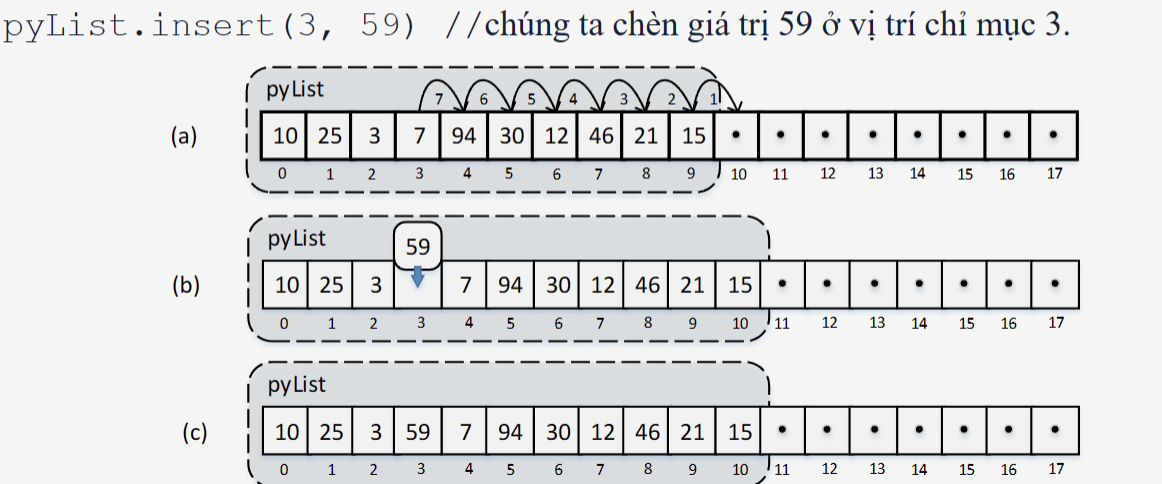 pyList.insert(3, 59) //chúng ta chèn giá trị 59 ở vị trí chỉ mục 3.
pyList
7 6 5 4 3 2 1
(a) 10 25 3 7 94 30 12 46 21 15 • • • • • • • •
0 1 2 3 4 5 6 7 8 9 10 11 12 13 14 15 16 17
pyList
59
(b) 10 25 3 7 94 30 12 46 21 15 • • • • • • •
0 1 2 3 4 5 6 7 8 9 10 11 12 13 14 15 16 17
pyList
(c) 10 25 3 59 7 94 30 12 46 21 15 • • • • • • •
0 1 2 3 4 5 6 7 8 9 10 11 12 13 14 15 16 17